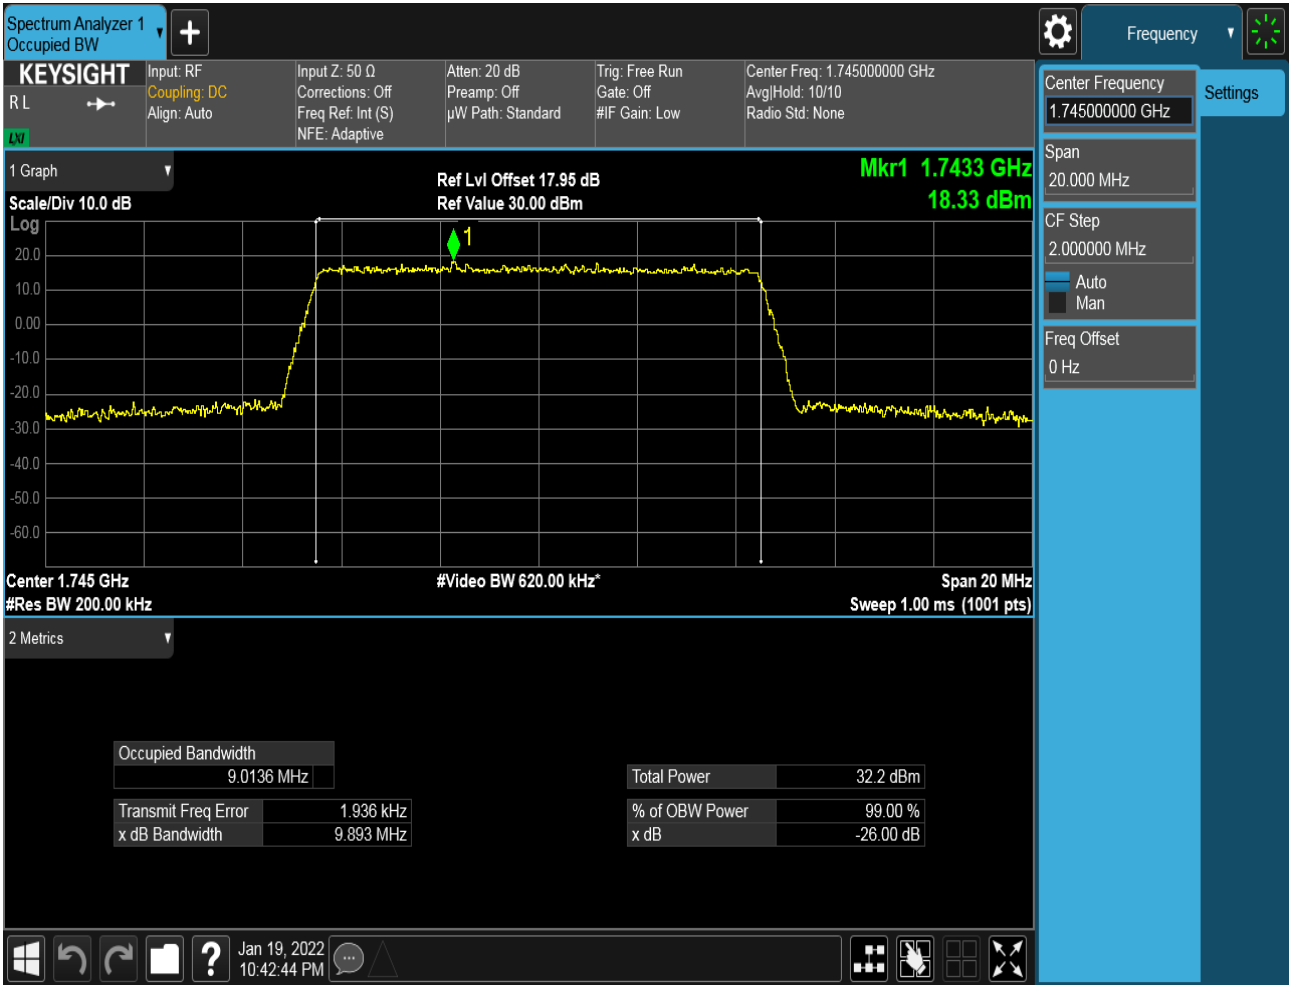 Spectrum Analyzer 1
Occupied BW
+
Frequency
KEYSIGHT
R L
LXI
Input: RF
Coupling: DC
Align: Auto
Input Z: 50 Ω
Corrections: Off
Freq Ref: Int (S)
NFE: Adaptive
Atten: 20 dB
Preamp: Off
µW Path: Standard
Trig: Free Run
Gate: Off
#IF Gain: Low
Center Freq: 1.745000000 GHz
Avg|Hold: 10/10
Radio Std: None
Center Frequency
1.745000000 GHz
Settings
Span
20.000 MHz
CF Step
2.000000 MHz
Auto
Man
Freq Offset
0 Hz
1 Graph
Ref Lvl Offset 17.95 dB
Mkr1 1.7433 GHz
Scale/Div 10.0 dB
Ref Value 30.00 dBm
18.33 dBm
Log
1
20.0
10.0
0.00
-10.0
-20.0
-30.0
-40.0
-50.0
-60.0
Center 1.745 GHz
#Video BW 620.00 kHz*
Span 20 MHz
#Res BW 200.00 kHz
Sweep 1.00 ms (1001 pts)
2 Metrics
Occupied Bandwidth
9.0136 MHz
Total Power 32.2 dBm
Transmit Freq Error 1.936 kHz
% of OBW Power 99.00 %
x dB Bandwidth 9.893 MHz
x dB -26.00 dB
?
Jan 19, 2022
10:42:44 PM